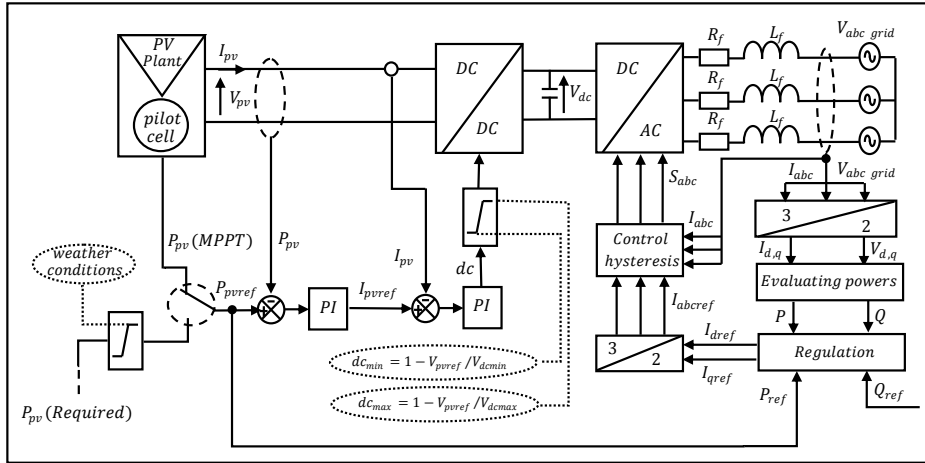 PV
Plant
pilot
cell
I_pv
V_pv
DC
DC
V_dc
DC
AC
R_f
L_f
R_f
L_f
R_f
L_f
V_abc grid
I_abc
V_abc grid
S_abc
I_abc
3
2
I_d,q
V_d,q
Control
hysteresis
Evaluating powers
P
Q
P_pv(MPPT)
P_pv
I_pv
dc
weather
conditions
P_pvref
PI
I_pvref
PI
I_abcref
3
2
I_dref
I_qref
Regulation
P_ref
Q_ref
dc_min = 1 − V_pvref/V_dcmin
dc_max = 1 − V_pvref/V_dcmax
P_pv(Required)